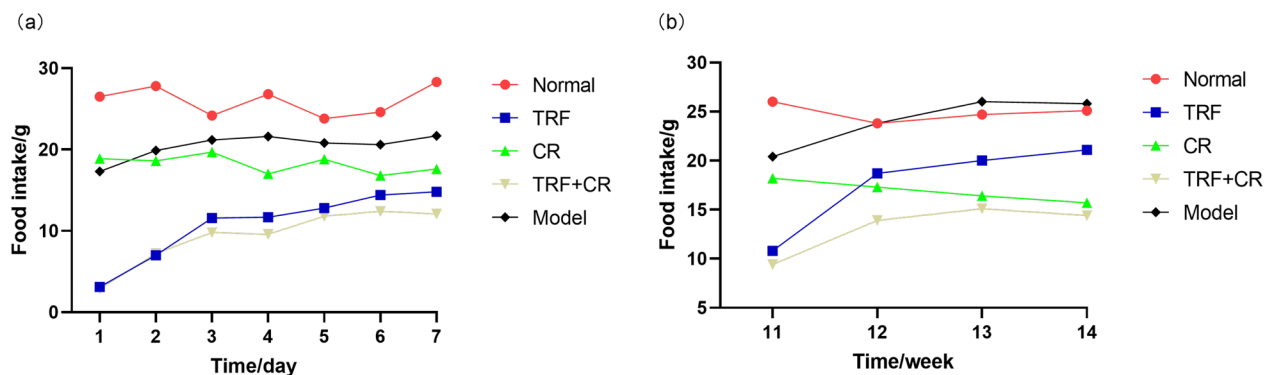 (a)
Food intake/g
30
20
10
0
1 2 3 4 5 6 7
Time/day
Normal
TRF
CR
TRF+CR
Model
(b)
Food intake/g
30
25
20
15
10
5
11 12 13 14
Time/week
Normal
TRF
CR
TRF+CR
Model